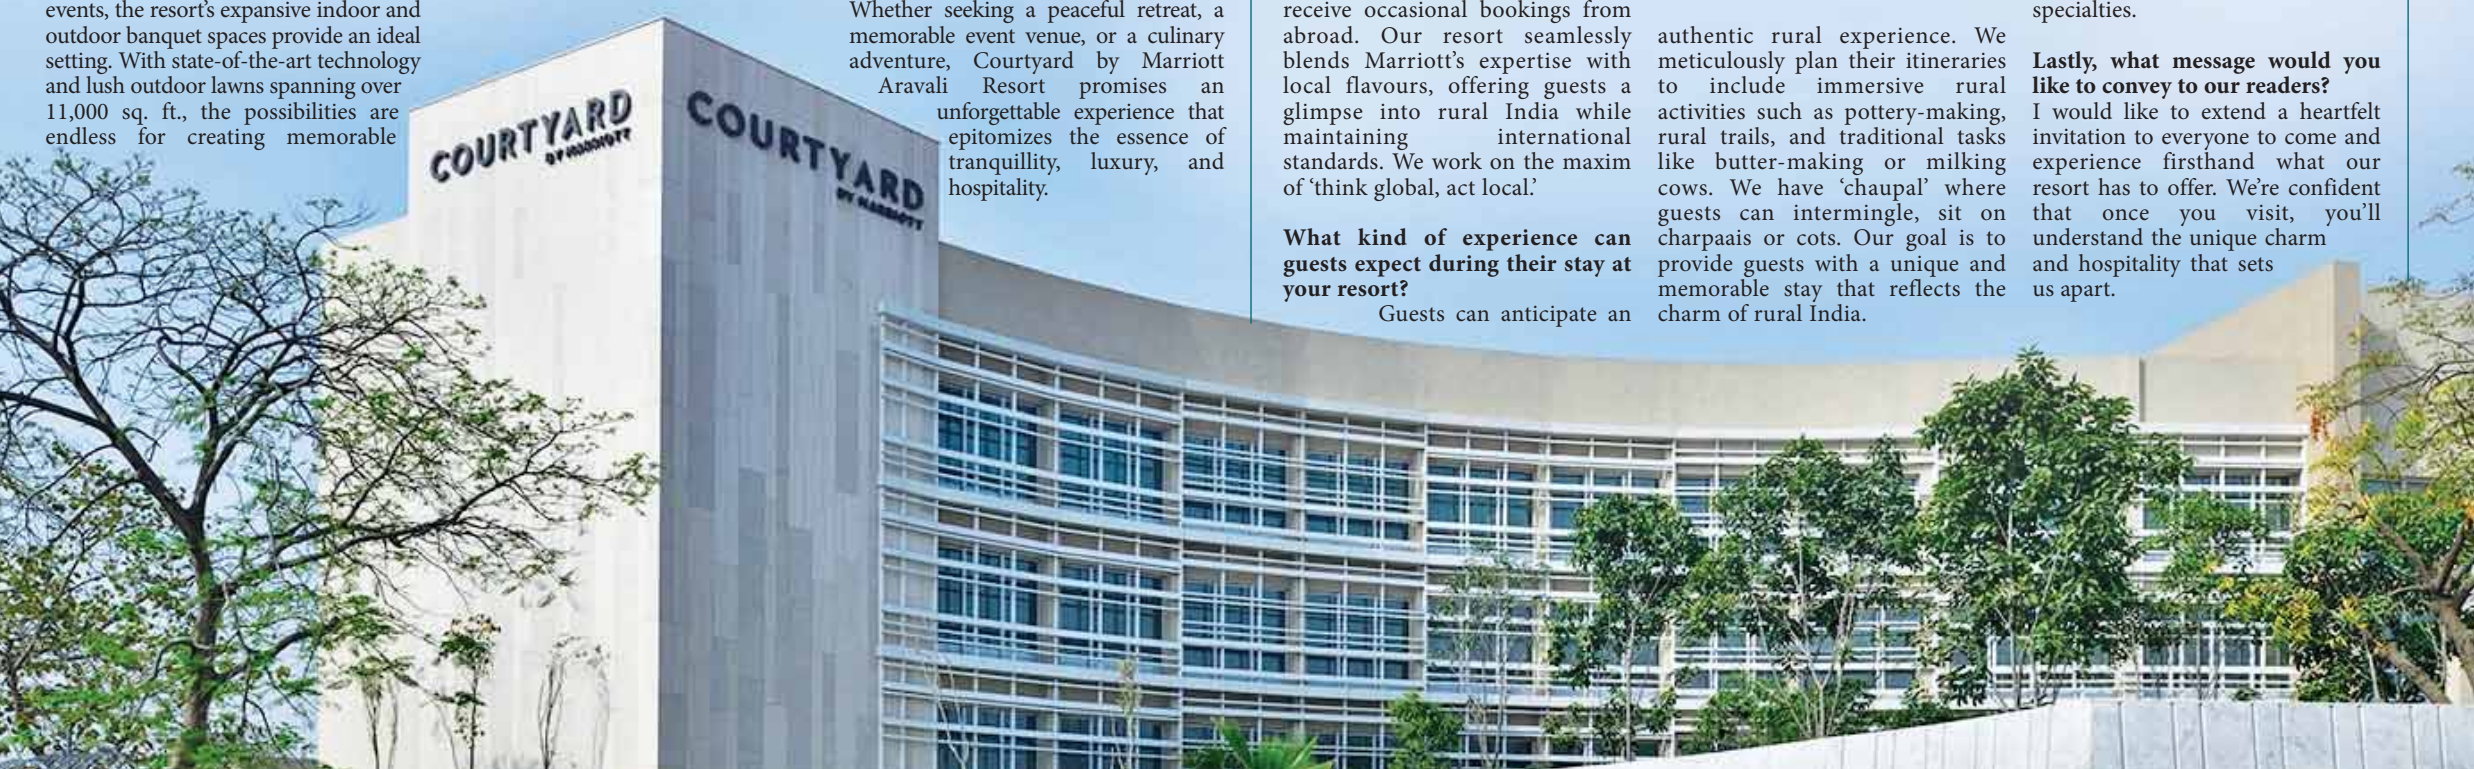 events, the resort’s expansive indoor and
outdoor banquet spaces provide an ideal
setting. With state-of-the-art technology
and lush outdoor lawns spanning over
11,000 sq. ft., the possibilities are
endless for creating memorable
Whether seeking a peaceful retreat, a
memorable event venue, or a culinary
adventure, Courtyard by Marriott
Aravali Resort promises an
unforgettable experience that
epitomizes the essence of
tranquillity, luxury, and
hospitality.
receive occasional bookings from
abroad. Our resort seamlessly
blends Marriott’s expertise with
local flavours, offering guests a
glimpse into rural India while
maintaining international
standards. We work on the maxim
of ‘think global, act local.’
What kind of experience can
guests expect during their stay at
your resort?
Guests can anticipate an
authentic rural experience. We
meticulously plan their itineraries
to include immersive rural
activities such as pottery-making,
rural trails, and traditional tasks
like butter-making or milking
cows. We have ‘chaupal’ where
guests can intermingle, sit on
charpaais or cots. Our goal is to
provide guests with a unique and
memorable stay that reflects the
charm of rural India.
specialties.
Lastly, what message would you
like to convey to our readers?
I would like to extend a heartfelt
invitation to everyone to come and
experience firsthand what our
resort has to offer. We’re confident
that once you visit, you’ll
understand the unique charm
and hospitality that sets
us apart.
COURTYARD
BY MARRIOTT
COURTYARD
BY MARRIOTT